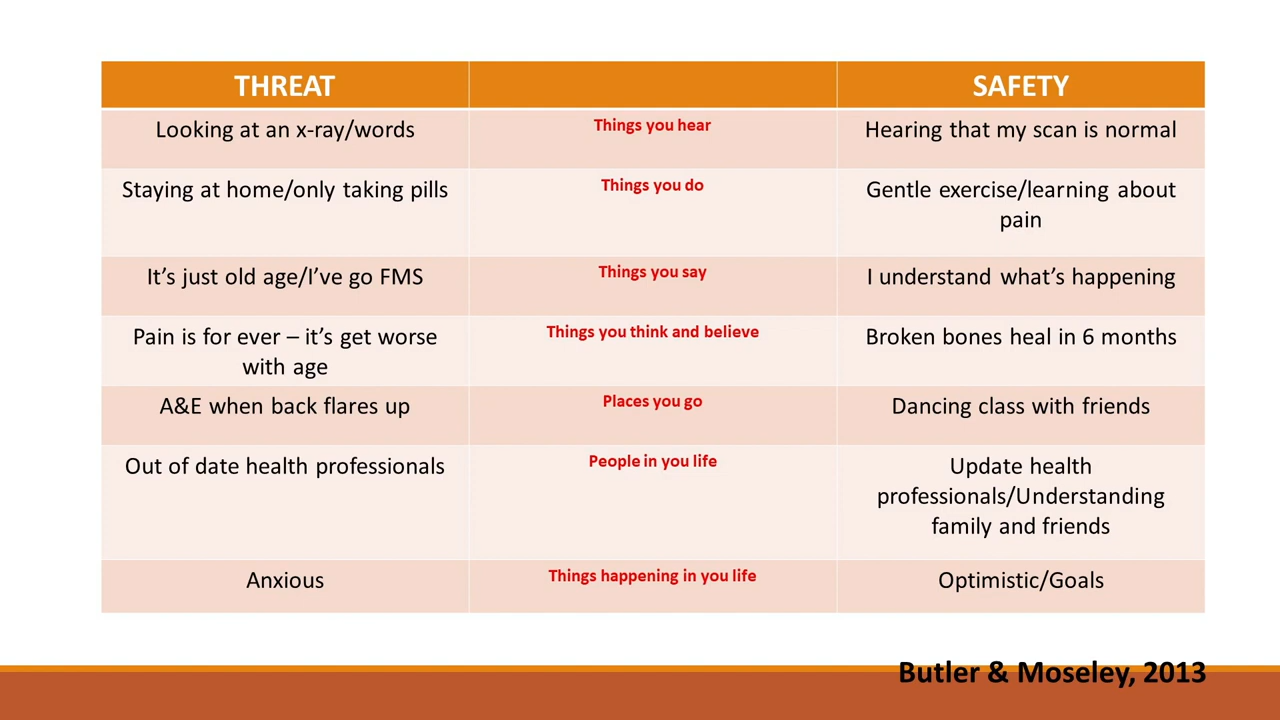 THREAT
SAFETY
Looking at an x-ray/words
Things you hear
Hearing that my scan is normal
Staying at home/only taking pills
Things you do
Gentle exercise/learning about
pain
It’s just old age/I’ve go FMS
Things you say
I understand what’s happening
Pain is for ever – it’s get worse
with age
Things you think and believe
Broken bones heal in 6 months
A&E when back flares up
Places you go
Dancing class with friends
Out of date health professionals
People in you life
Update health
professionals/Understanding
family and friends
Anxious
Things happening in you life
Optimistic/Goals
Butler & Moseley, 2013